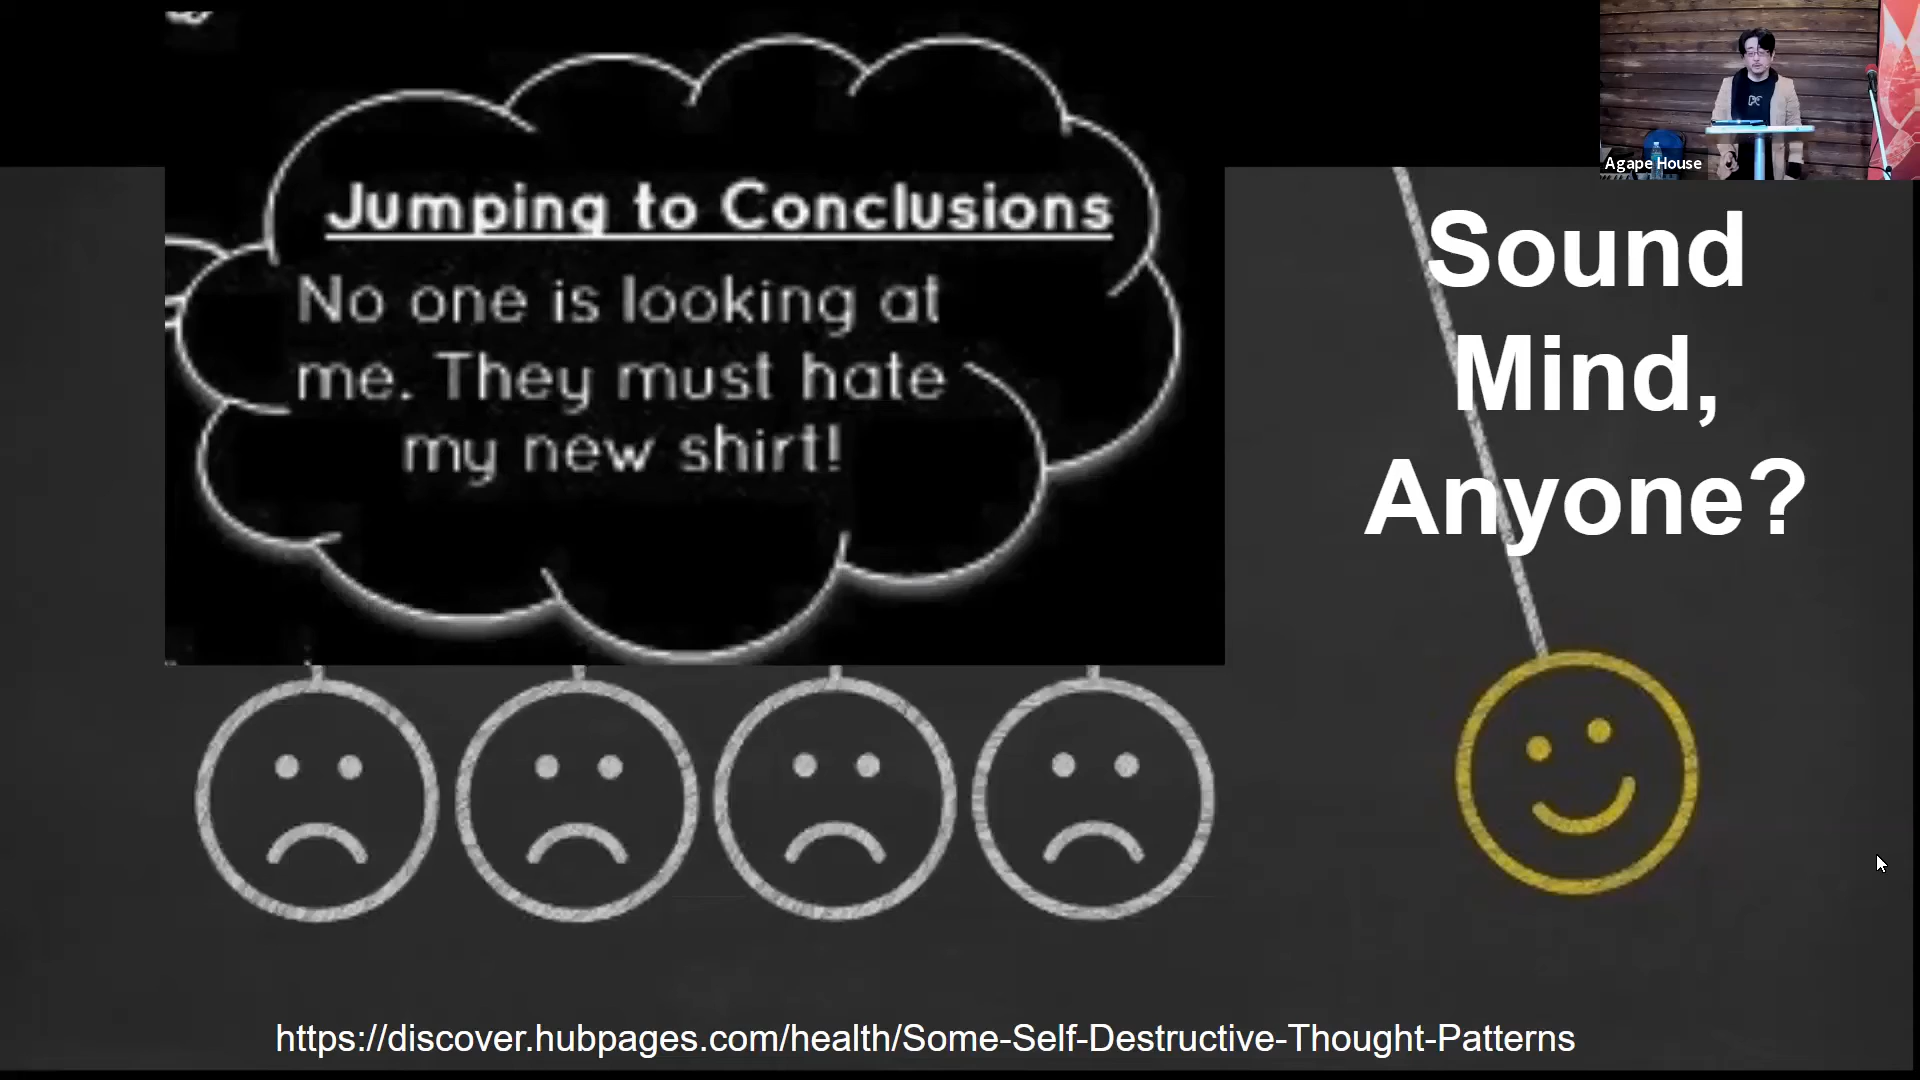 Jumping to Conclusions
No one is looking at
me. They must hate
my new shirt!
Agape House
Sound
Mind,
Anyone?
https://discover.hubpages.com/health/Some-Self-Destructive-Thought-Patterns